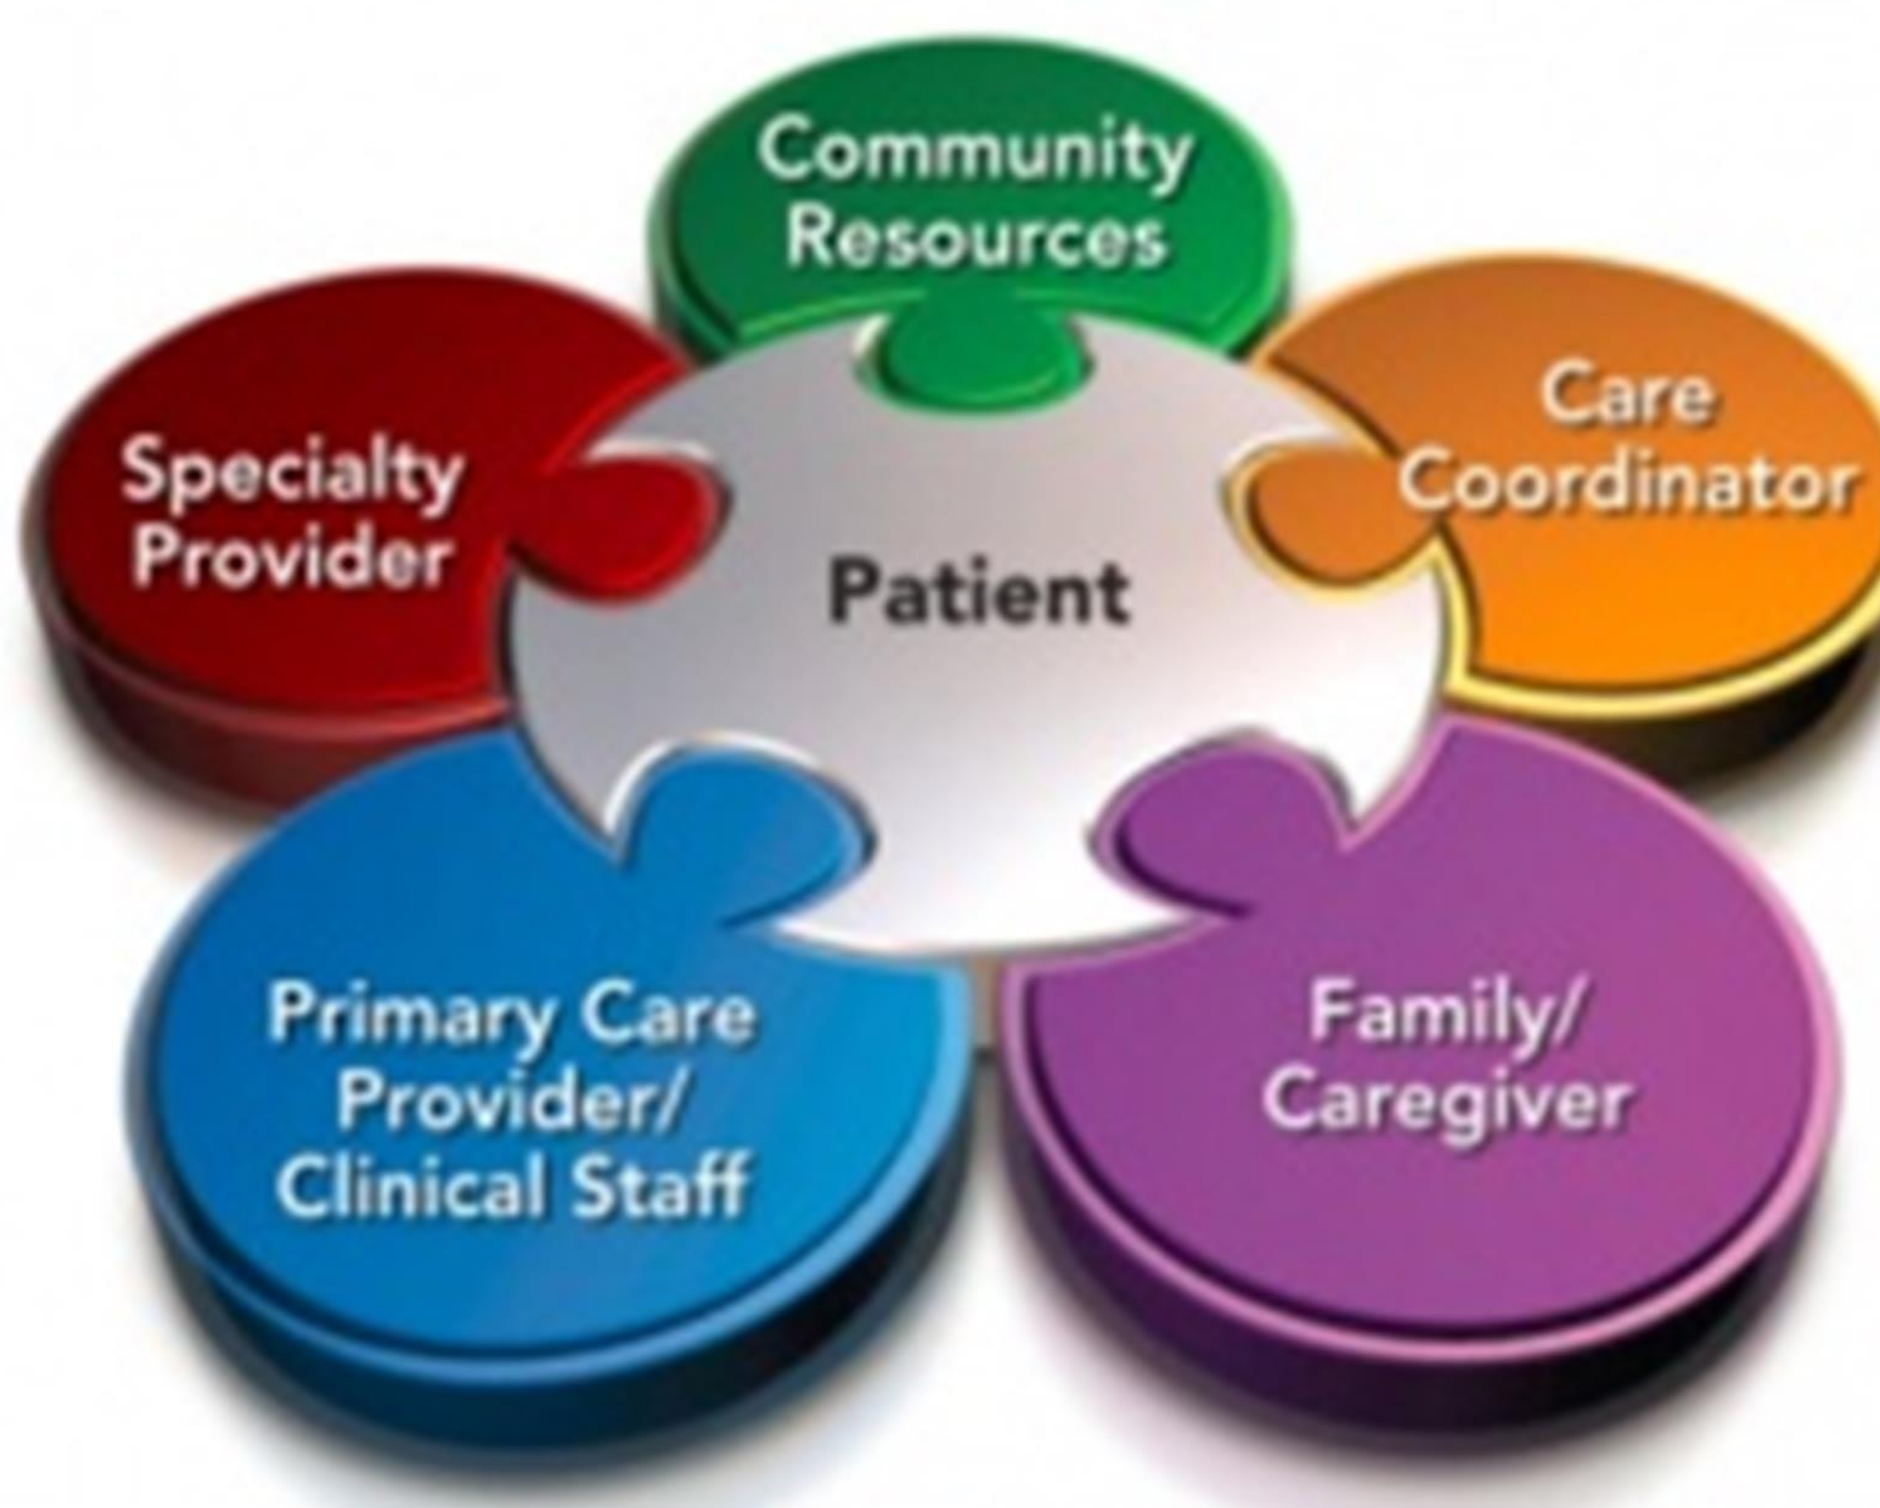 Community
Resources
Specialty
Provider
Care
Coordinator
Patient
Primary Care
Provider/
Clinical Staff
Family/
Caregiver